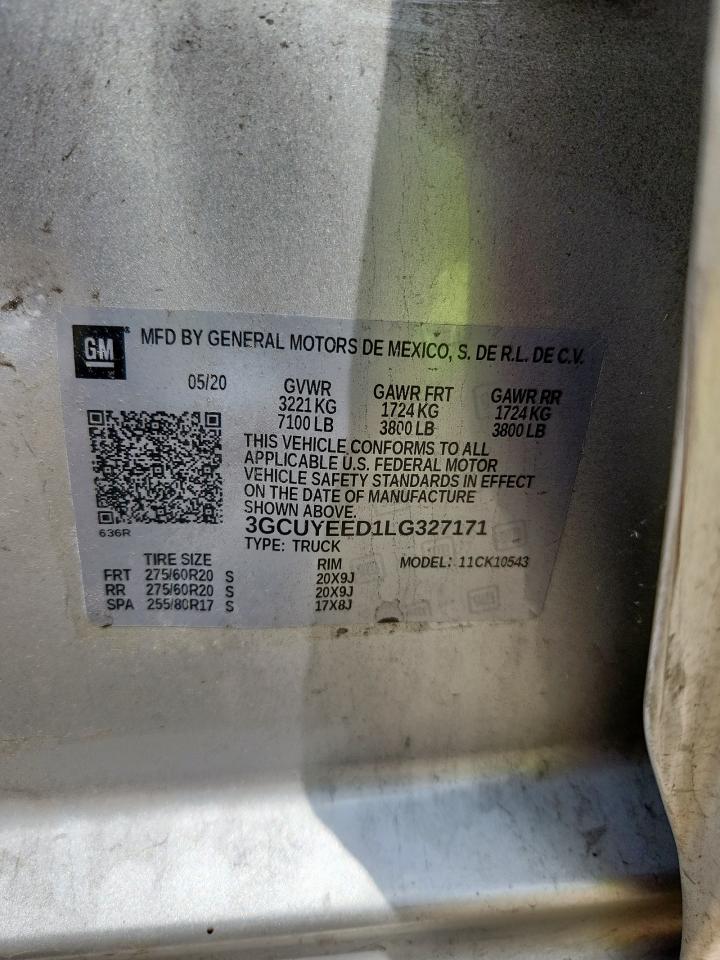 GM
MFD BY GENERAL MOTORS DE MEXICO, S. DE R.L. DE C.V.
05/20 GVWR GAWR FRT GAWR RR
3221 KG 1724 KG 1724 KG
7100 LB 3800 LB 3800 LB
THIS VEHICLE CONFORMS TO ALL
APPLICABLE U.S. FEDERAL MOTOR
VEHICLE SAFETY STANDARDS IN EFFECT
ON THE DATE OF MANUFACTURE
SHOWN ABOVE.
636R
3GCUYEED1LG327171
TYPE: TRUCK
TIRE SIZE RIM MODEL: 11CK10543
FRT 275/60R20 S 20X9J
RR 275/60R20 S 20X9J
SPA 255/80R17 S 17X8J